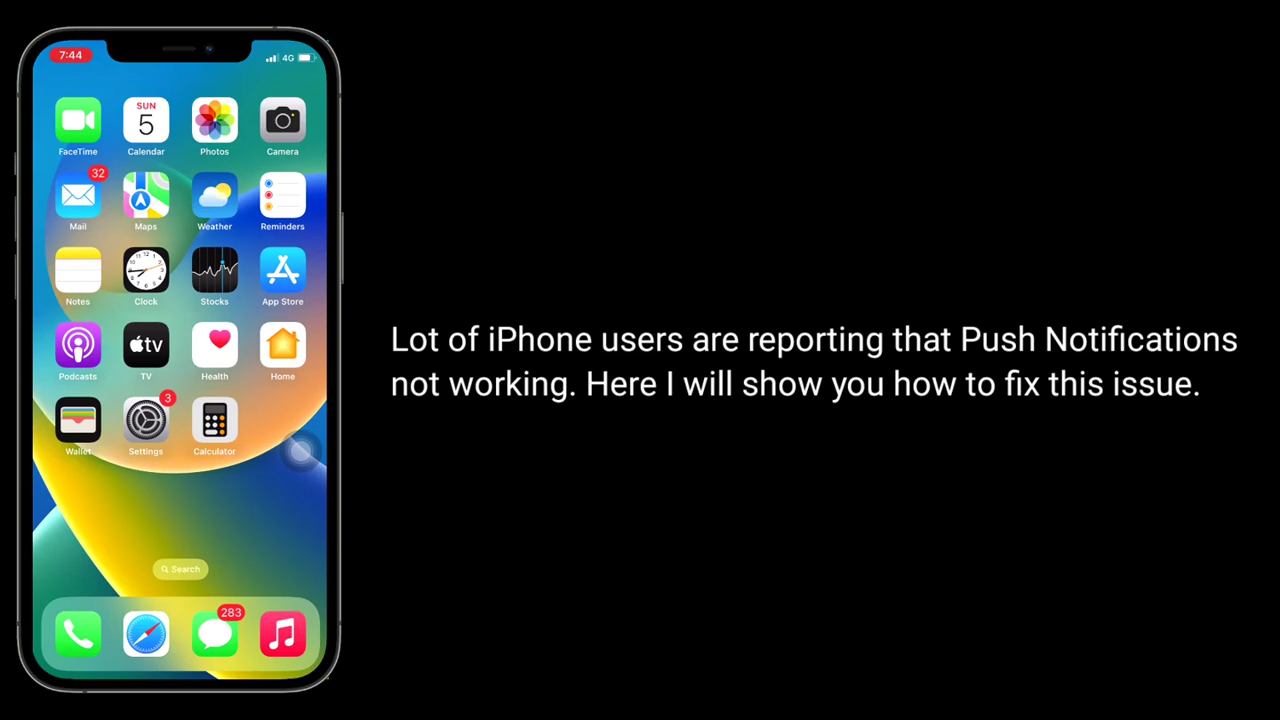 7:44
4G
SUN
5
FaceTime
Calendar
Photos
Camera
32
Mail
Maps
Weather
Reminders
Notes
Clock
Stocks
App Store
tv
Podcasts
TV
Health
Home
3
Wallet
Settings
Calculator
Search
283
Lot of iPhone users are reporting that Push Notifications
not working. Here I will show you how to fix this issue.